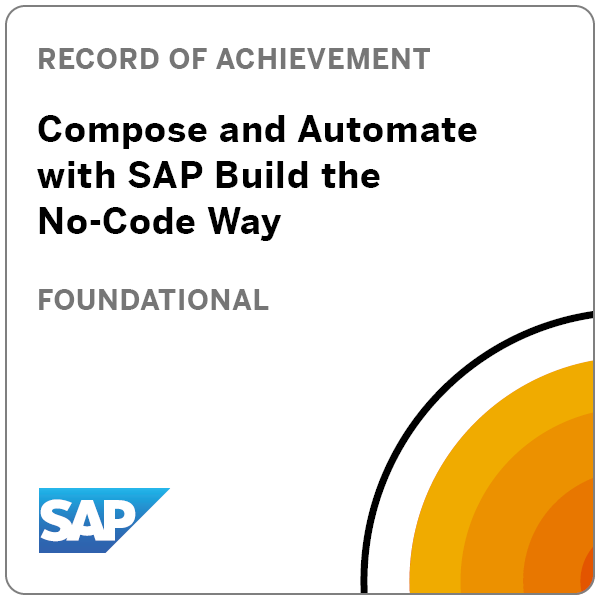 RECORD OF ACHIEVEMENT
Compose and Automate
with SAP Build the
No-Code Way
FOUNDATIONAL
SAP